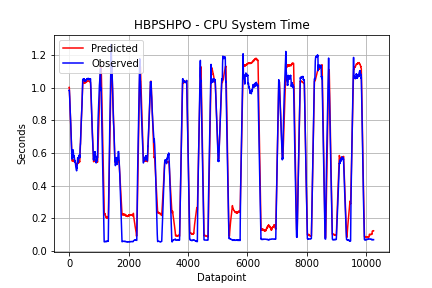 HBPSHPO - CPU System Time
Predicted
Observed
Seconds
1.2
1.0
0.8
0.6
0.4
0.2
0.0
0 2000 4000 6000 8000 10000
Datapoint